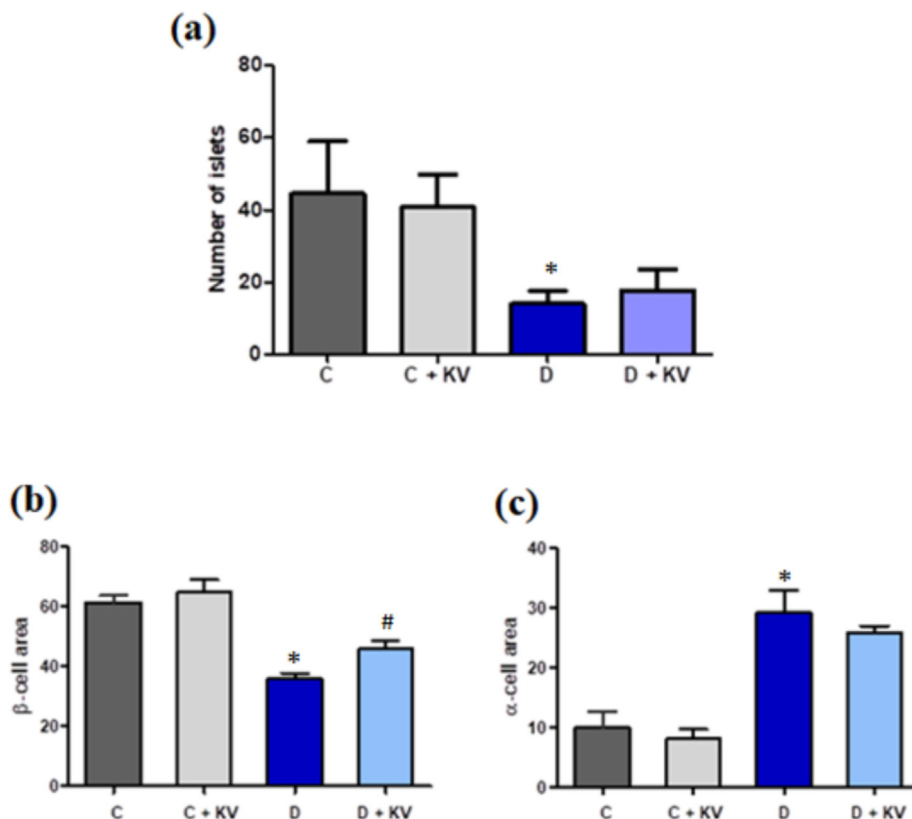 (a)
Number of islets
80
60
40
20
0
*
C
C + KV
D
D + KV
(b)
β-cell area
80
60
40
20
0
*
#
C
C + KV
D
D + KV
(c)
α-cell area
40
30
20
10
0
*
C
C + KV
D
D + KV